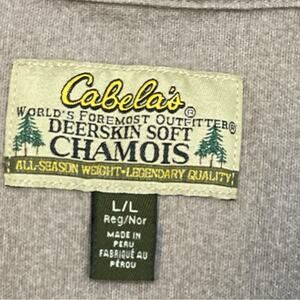 Cabela's®
WORLD'S FOREMOST OUTFITTER®
DEERSKIN SOFT
CHAMOIS
ALL-SEASON WEIGHT•LEGENDARY QUALITY
L/L
Reg/Nor
MADE IN
PERU
FABRIQUÉ AU
PÉROU